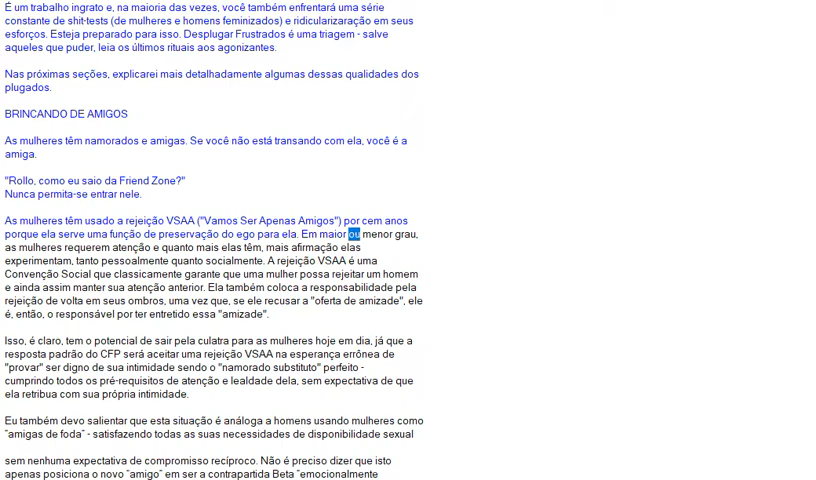 É um trabalho ingrato e, na maioria das vezes, você também enfrentará uma série
constante de shit-tests (de mulheres e homens feminizados) e ridicularizaração em seus
esforços. Esteja preparado para isso. Desplugar Frustrados é uma triagem - salve
aqueles que puder, leia os últimos rituais aos agonizantes.
Nas próximas seções, explicarei mais detalhadamente algumas dessas qualidades dos
plugados.
BRINCANDO DE AMIGOS
As mulheres têm namorados e amigas. Se você não está transando com ela, você é a
amiga.
"Rollo, como eu saio da Friend Zone?"
Nunca permita-se entrar nele.
As mulheres têm usado a rejeição VSAA ("Vamos Ser Apenas Amigos") por cem anos
porque ela serve uma função de preservação do ego para ela. Em maior ou menor grau,
as mulheres requerem atenção e quanto mais elas têm, mais afirmação elas
experimentam, tanto pessoalmente quanto socialmente. A rejeição VSAA é uma
Convenção Social que classicamente garante que uma mulher possa rejeitar um homem
e ainda assim manter sua atenção anterior. Ela também coloca a responsabilidade pela
rejeição de volta em seus ombros, uma vez que, se ele recusar a "oferta de amizade", ele
é, então, o responsável por ter entretido essa "amizade".
Isso, é claro, tem o potencial de sair pela culatra para as mulheres hoje em dia, já que a
resposta padrão do CFP será aceitar uma rejeição VSAA na esperança errônea de
"provar" ser digno de sua intimidade sendo o "namorado substituto" perfeito -
cumprindo todos os pré-requisitos de atenção e lealdade dela, sem expectativa de que
ela retribua com sua própria intimidade.
Eu também devo salientar que esta situação é análoga a homens usando mulheres como
"amigas de foda" - satisfazendo todas as suas necessidades de disponibilidade sexual
sem nenhuma expectativa de compromisso recíproco. Não é preciso dizer que isto
apenas posiciona o novo "amigo" em ser a contrapartida Beta "emocionalmente